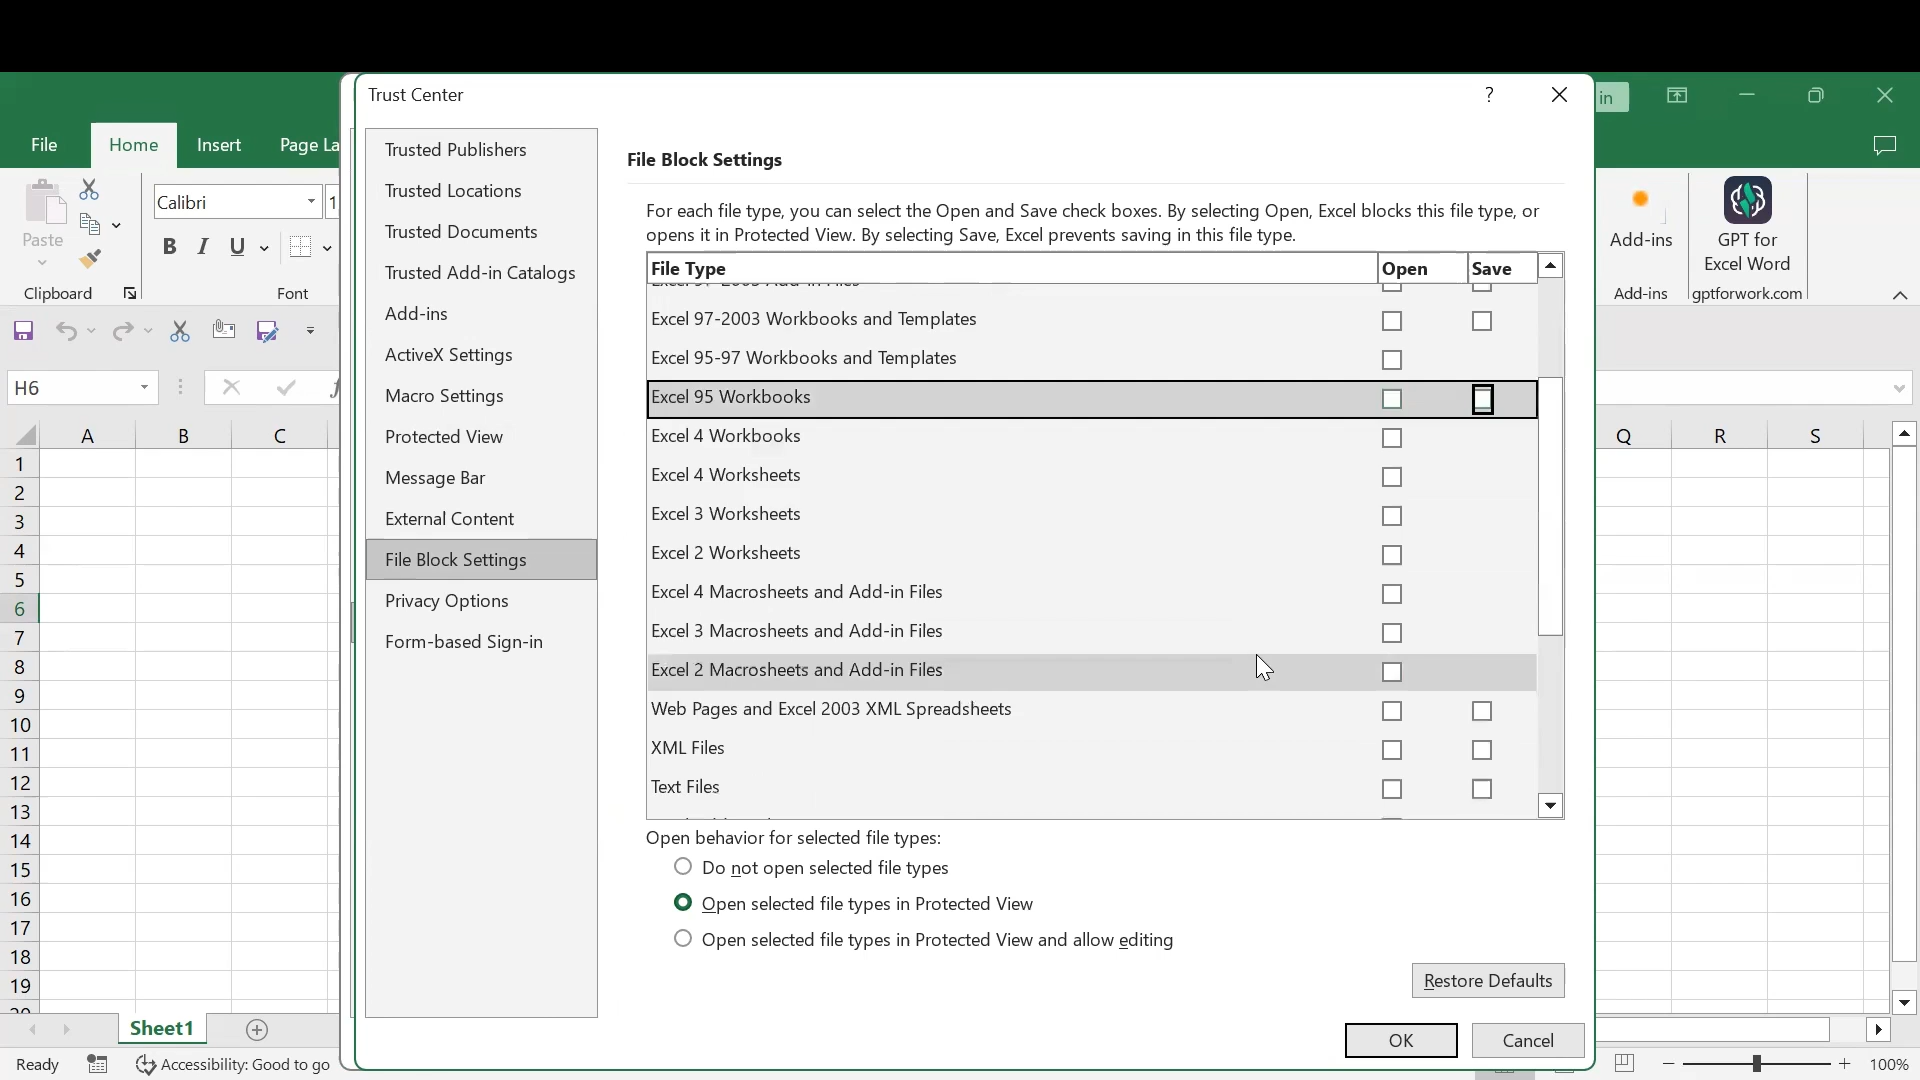 Trust Center
?
in
File
Home
Insert
Page La
Paste
Clipboard
Calibri
1
B
I
U
Font
Add-ins
Add-ins
GPT for
Excel Word
gptforwork.com
H6
A
B
C
Q
R
S
1
2
3
4
5
6
7
8
9
10
11
12
13
14
15
16
17
18
19
Sheet1
Ready
Accessibility: Good to go
100%
Trusted Publishers
Trusted Locations
Trusted Documents
Trusted Add-in Catalogs
Add-ins
ActiveX Settings
Macro Settings
Protected View
Message Bar
External Content
File Block Settings
Privacy Options
Form-based Sign-in
File Block Settings
For each file type, you can select the Open and Save check boxes. By selecting Open, Excel blocks this file type, or
opens it in Protected View. By selecting Save, Excel prevents saving in this file type.
File Type Open Save
Excel 97-2003 Workbooks and Templates
Excel 95-97 Workbooks and Templates
Excel 95 Workbooks
Excel 4 Workbooks
Excel 4 Worksheets
Excel 3 Worksheets
Excel 2 Worksheets
Excel 4 Macrosheets and Add-in Files
Excel 3 Macrosheets and Add-in Files
Excel 2 Macrosheets and Add-in Files
Web Pages and Excel 2003 XML Spreadsheets
XML Files
Text Files
Open behavior for selected file types:
Do not open selected file types
Open selected file types in Protected View
Open selected file types in Protected View and allow editing
Restore Defaults
OK
Cancel